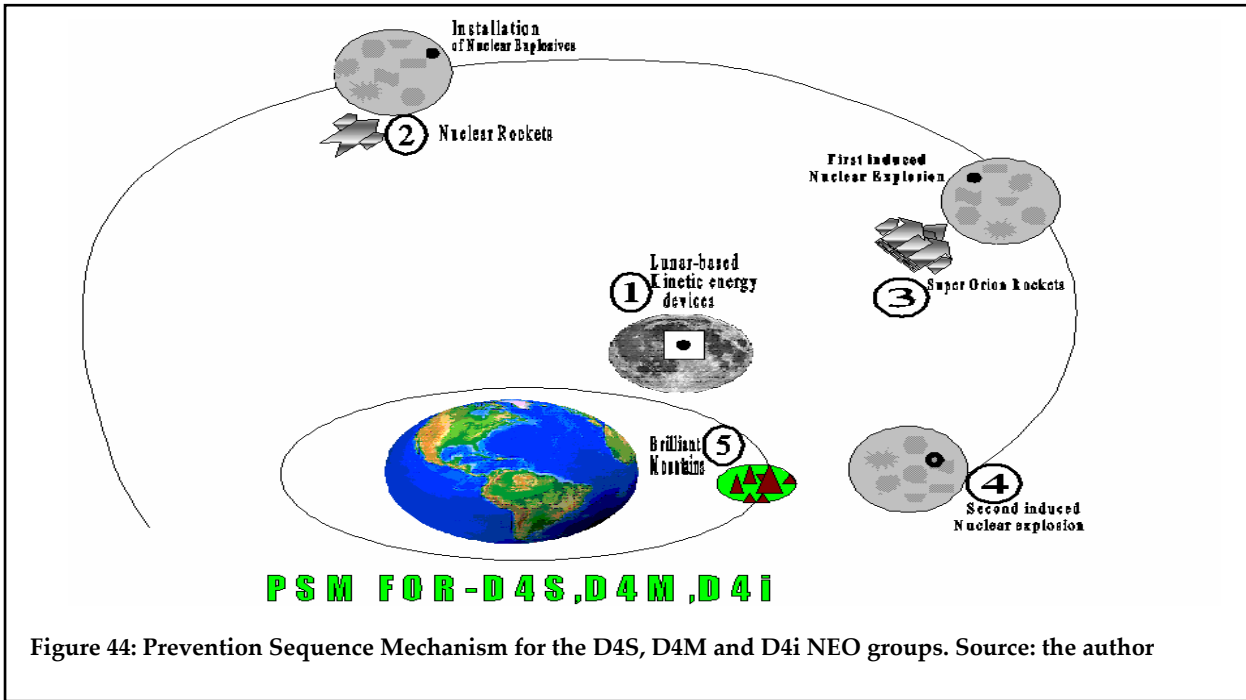 Installation
of Nuclear Explosives
2 Nuclear Rockets
First induced
Nuclear Explosion
3
Super Orion Rockets
1
Lunar-based
Kinetic energy
devices
Brilliant
Mountains
5
4
Second induced
Nuclear explosion
PSM FOR-D4S,D4M,D4i
Figure 44: Prevention Sequence Mechanism for the D4S, D4M and D4i NEO groups. Source: the author